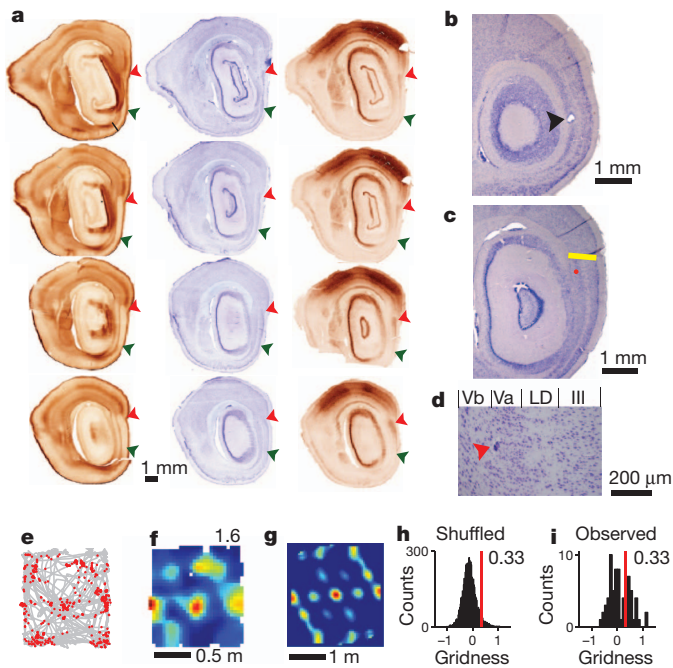 a
b
1 mm
c
1 mm
d
Vb Va LD III
200 μm
1 mm
e
f
1.6
0.5 m
g
1 m
h
Shuffled
300
0.33
Counts
0
−1 0 1
Gridness
i
Observed
10
0.33
Counts
0
−1 0 1
Gridness